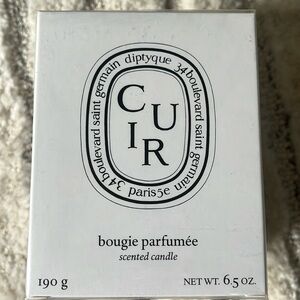 diptyque 34 boulevard saint germain paris5e 34 boulevard saint germain
CU
IR
bougie parfumée
scented candle
190 g
NET WT. 6.5 OZ.